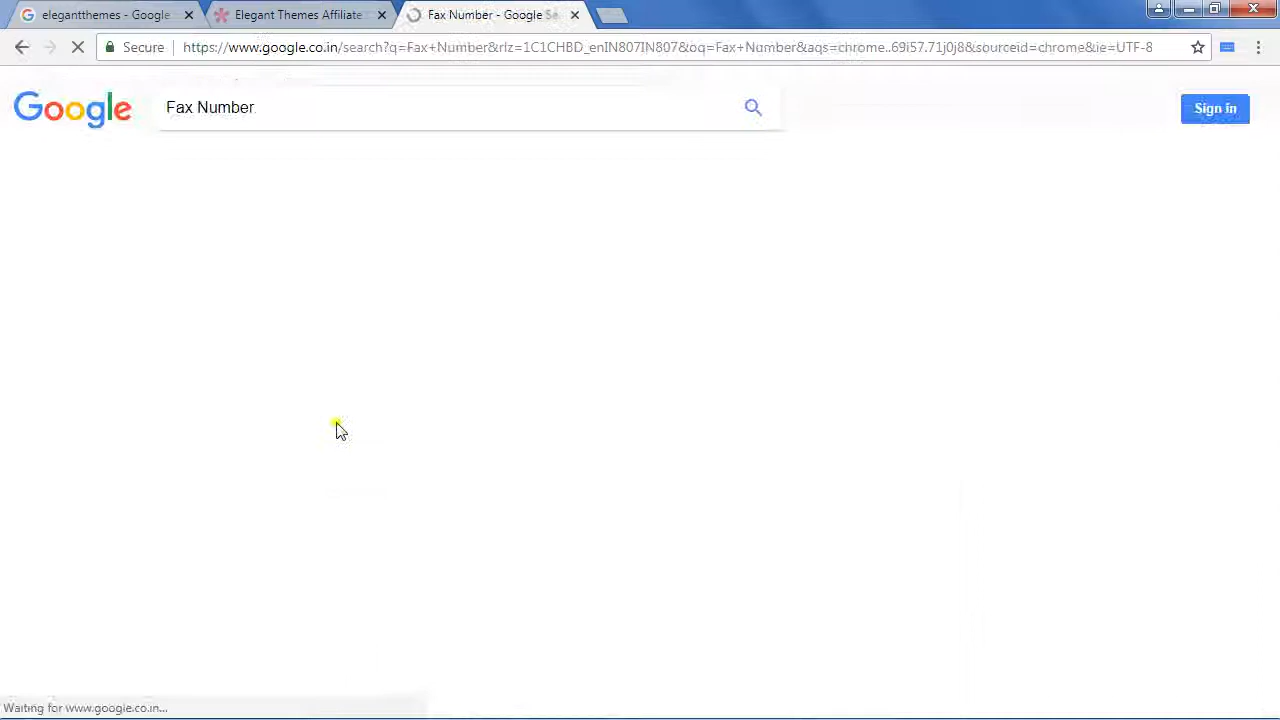 elegantthemes - Google
Elegant Themes Affiliate
Fax Number - Google Se
Secure
https://www.google.co.in/search?q=Fax+Number&rlz=1C1CHBD_enIN807IN807&oq=Fax+Number&aqs=chrome..69i57.71j0j8&sourceid=chrome&ie=UTF-8
Google
Fax Number
Sign in
Waiting for www.google.co.in...